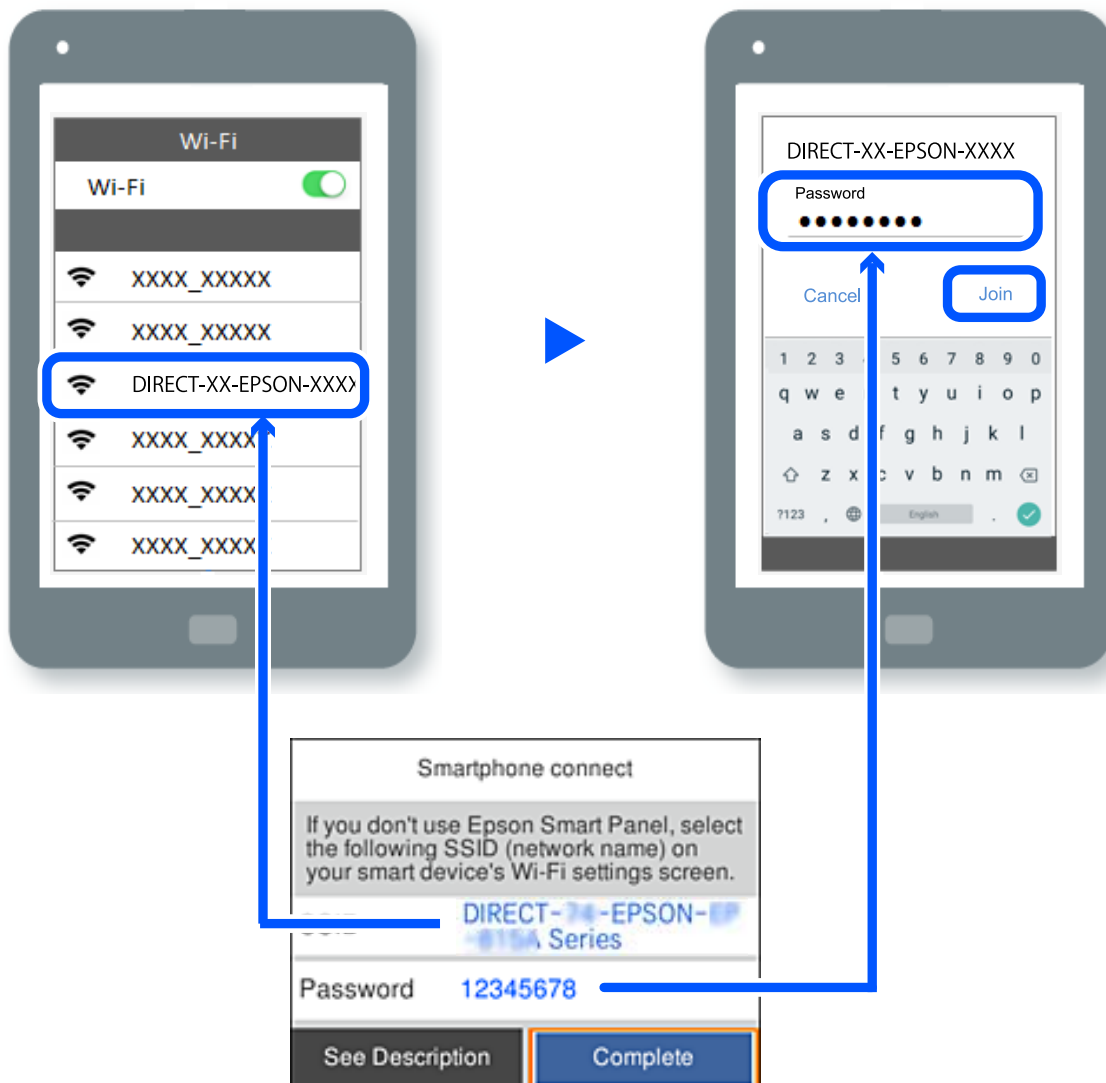 Wi-Fi
Wi-Fi
XXXX_XXXXX
XXXX_XXXXX
DIRECT-XX-EPSON-XXXX
XXXX_XXXX
XXXX_XXXX
XXXX_XXXX
DIRECT-XX-EPSON-XXXX
Password
●●●●●●●●
Cancel
Join
1 2 3 5 6 7 8 9 0
q w e t y u i o p
a s d f g h j k l
z x c v b n m
?123 , English .
Smartphone connect
If you don't use Epson Smart Panel, select
the following SSID (network name) on
your smart device's Wi-Fi settings screen.
DIRECT- -EPSON-
Series
Password 12345678
See Description
Complete